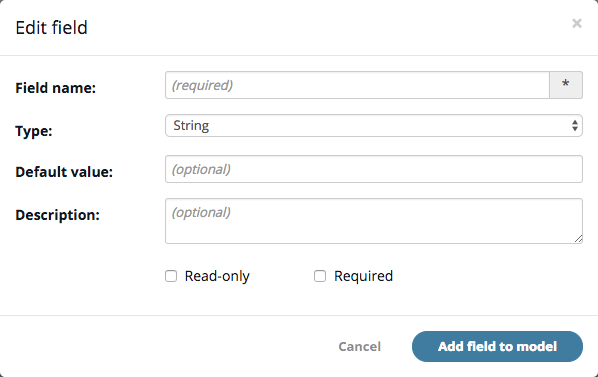 Edit field ×
Field name: (required) *
Type: String
Default value: (optional)
Description: (optional)
Read-only Required
Cancel Add field to model